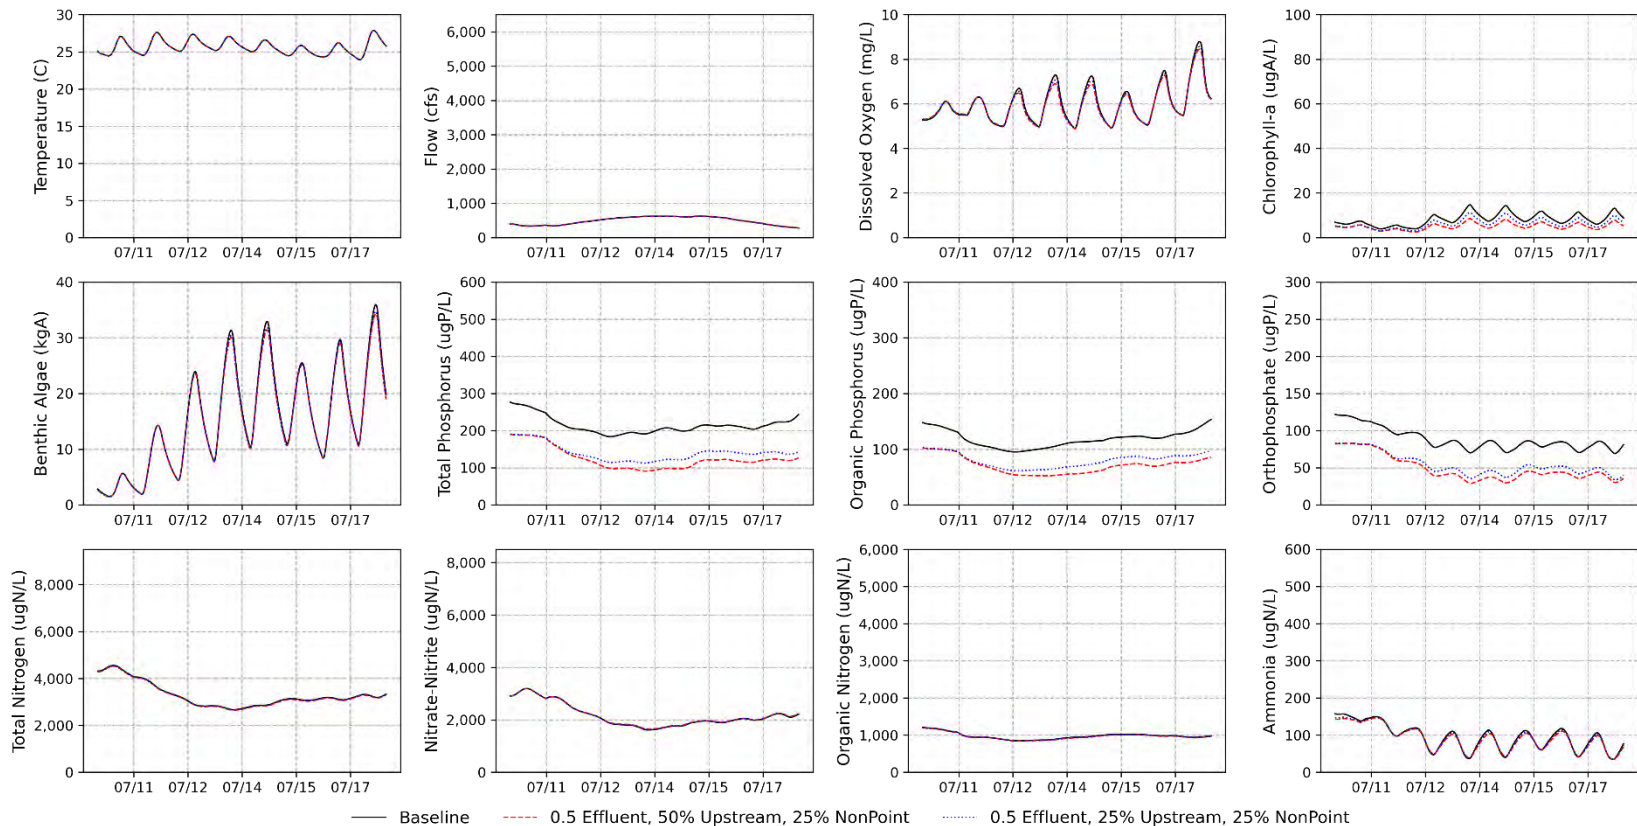 Temperature (C)
30
25
20
15
10
5
0
07/11 07/12 07/14 07/15 07/17
Flow (cfs)
6,000
5,000
4,000
3,000
2,000
1,000
0
07/11 07/12 07/14 07/15 07/17
Dissolved Oxygen (mg/L)
10
8
6
4
2
0
07/11 07/12 07/14 07/15 07/17
Chlorophyll-a (ugA/L)
100
80
60
40
20
0
07/11 07/12 07/14 07/15 07/17
Benthic Algae (kgA)
40
30
20
10
0
07/11 07/12 07/14 07/15 07/17
Total Phosphorus (ugP/L)
600
500
400
300
200
100
0
07/11 07/12 07/14 07/15 07/17
Organic Phosphorus (ugP/L)
400
300
200
100
0
07/11 07/12 07/14 07/15 07/17
Orthophosphate (ugP/L)
300
250
200
150
100
50
0
07/11 07/12 07/14 07/15 07/17
Total Nitrogen (ugN/L)
8,000
6,000
4,000
2,000
0
07/11 07/12 07/14 07/15 07/17
Nitrate-Nitrite (ugN/L)
8,000
6,000
4,000
2,000
0
07/11 07/12 07/14 07/15 07/17
Organic Nitrogen (ugN/L)
6,000
5,000
4,000
3,000
2,000
1,000
0
07/11 07/12 07/14 07/15 07/17
Ammonia (ugN/L)
600
500
400
300
200
100
0
07/11 07/12 07/14 07/15 07/17
Baseline 0.5 Effluent, 50% Upstream, 25% NonPoint 0.5 Effluent, 25% Upstream, 25% NonPoint